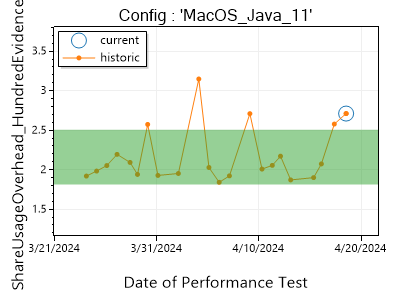 Config : 'MacOS_Java_11'
current
historic
ShareUsageOverhead_HundredEvidence
3.5
3
2.5
2
1.5
3/21/2024
3/31/2024
4/10/2024
4/20/2024
Date of Performance Test